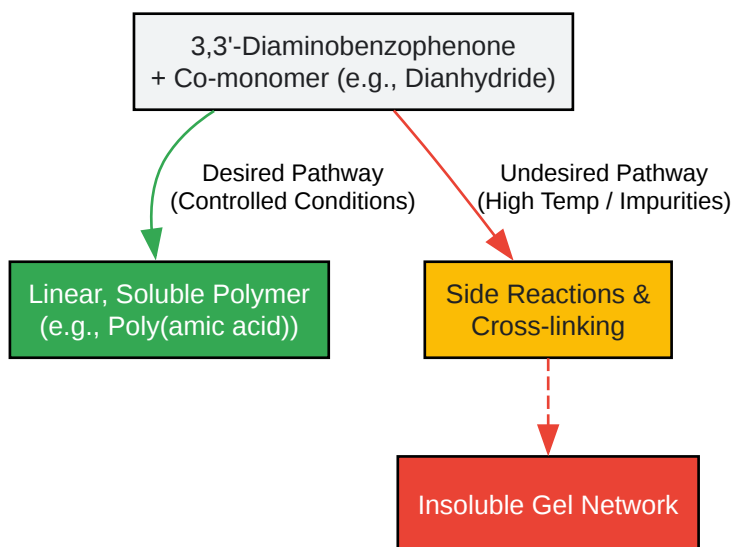 3,3'-Diaminobenzophenone
+ Co-monomer (e.g., Dianhydride)
Desired Pathway
(Controlled Conditions)
Undesired Pathway
(High Temp / Impurities)
Linear, Soluble Polymer
(e.g., Poly(amic acid))
Side Reactions &
Cross-linking
Insoluble Gel Network